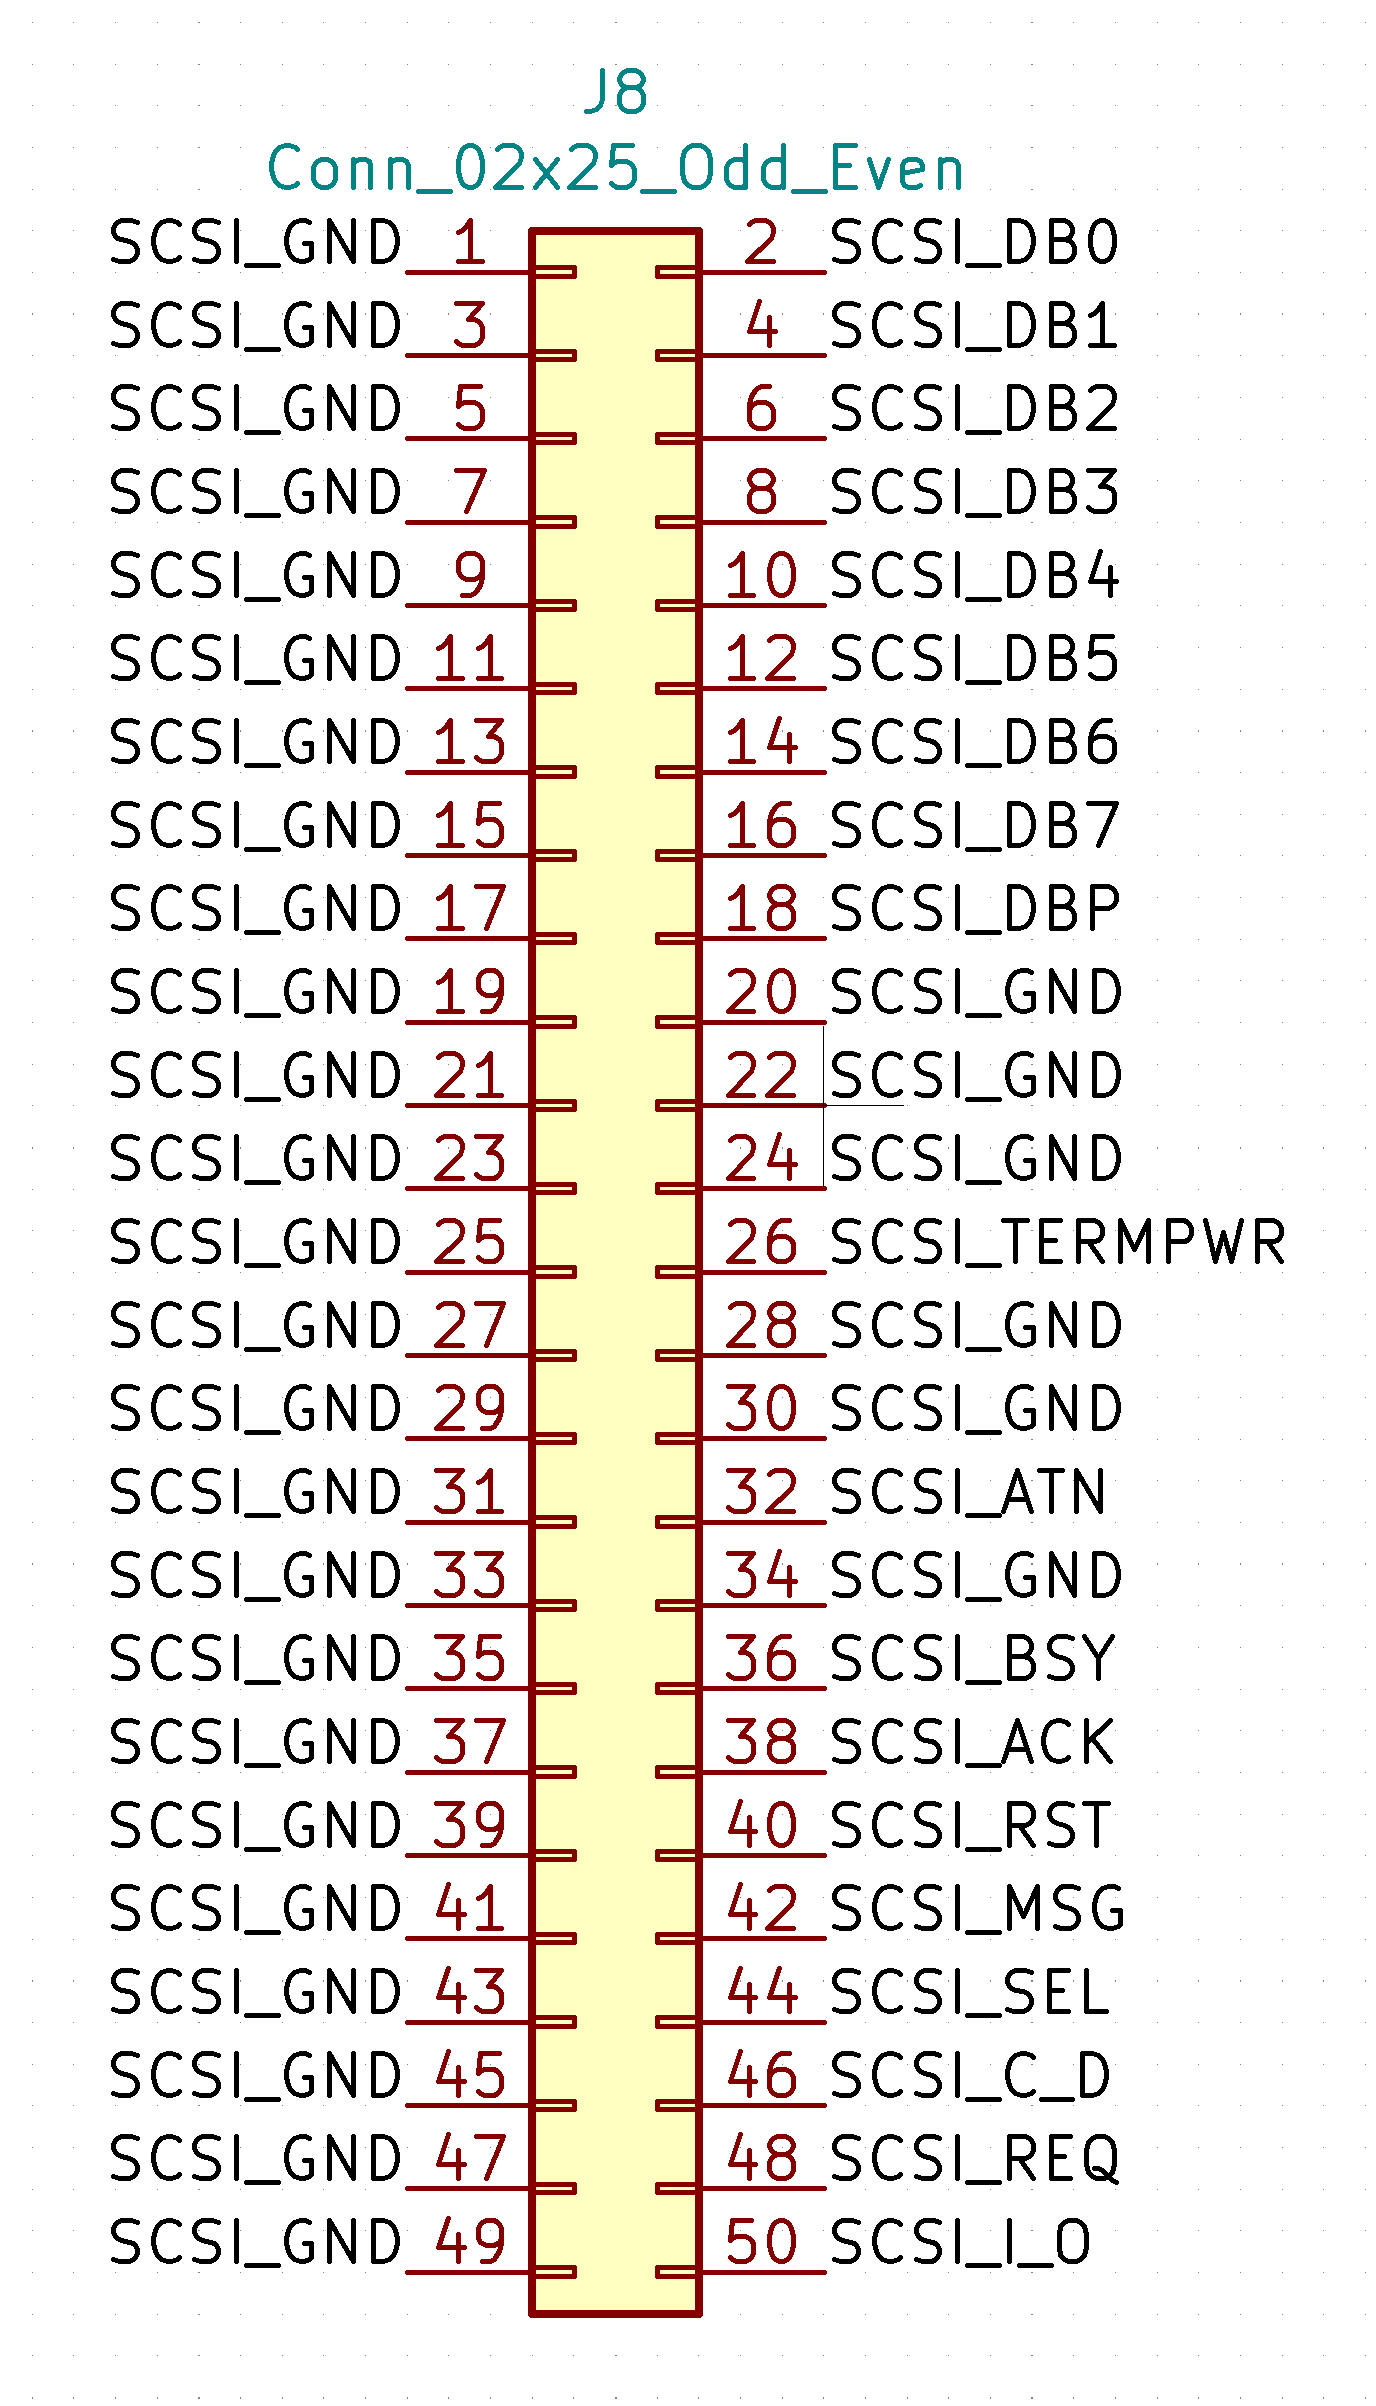 J8
Conn_02x25_Odd_Even
SCSI_GND 1 2 SCSI_DB0
SCSI_GND 3 4 SCSI_DB1
SCSI_GND 5 6 SCSI_DB2
SCSI_GND 7 8 SCSI_DB3
SCSI_GND 9 10 SCSI_DB4
SCSI_GND 11 12 SCSI_DB5
SCSI_GND 13 14 SCSI_DB6
SCSI_GND 15 16 SCSI_DB7
SCSI_GND 17 18 SCSI_DBP
SCSI_GND 19 20 SCSI_GND
SCSI_GND 21 22 SCSI_GND
SCSI_GND 23 24 SCSI_GND
SCSI_GND 25 26 SCSI_TERMPWR
SCSI_GND 27 28 SCSI_GND
SCSI_GND 29 30 SCSI_GND
SCSI_GND 31 32 SCSI_ATN
SCSI_GND 33 34 SCSI_GND
SCSI_GND 35 36 SCSI_BSY
SCSI_GND 37 38 SCSI_ACK
SCSI_GND 39 40 SCSI_RST
SCSI_GND 41 42 SCSI_MSG
SCSI_GND 43 44 SCSI_SEL
SCSI_GND 45 46 SCSI_C_D
SCSI_GND 47 48 SCSI_REQ
SCSI_GND 49 50 SCSI_I_O